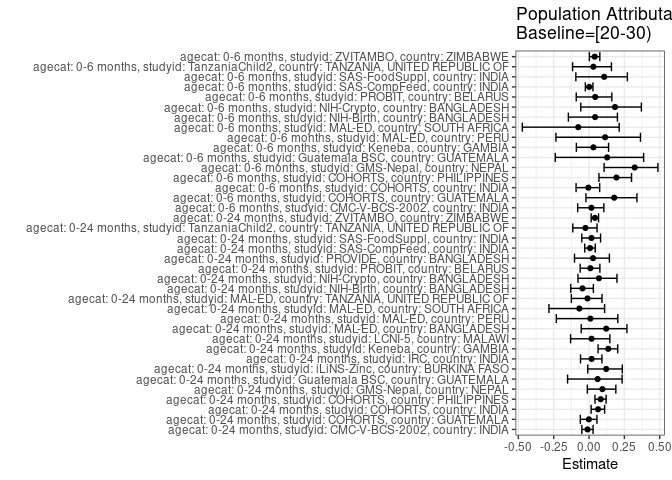 Population Attributa
Baseline=[20-30)
agecat: 0-6 months, studyid: ZVITAMBO, country: ZIMBABWE
agecat: 0-6 months, studyid: TanzaniaChild2, country: TANZANIA, UNITED REPUBLIC OF
agecat: 0-6 months, studyid: SAS-FoodSuppl, country: INDIA
agecat: 0-6 months, studyid: SAS-CompFeed, country: INDIA
agecat: 0-6 months, studyid: PROBIT, country: BELARUS
agecat: 0-6 months, studyid: NIH-Crypto, country: BANGLADESH
agecat: 0-6 months, studyid: NIH-Birth, country: BANGLADESH
agecat: 0-6 months, studyid: MAL-ED, country: SOUTH AFRICA
agecat: 0-6 months, studyid: MAL-ED, country: PERU
agecat: 0-6 months, studyid: Keneba, country: GAMBIA
agecat: 0-6 months, studyid: Guatemala BSC, country: GUATEMALA
agecat: 0-6 months, studyid: GMS-Nepal, country: NEPAL
agecat: 0-6 months, studyid: COHORTS, country: PHILIPPINES
agecat: 0-6 months, studyid: COHORTS, country: INDIA
agecat: 0-6 months, studyid: COHORTS, country: GUATEMALA
agecat: 0-6 months, studyid: CMC-V-BCS-2002, country: INDIA
agecat: 0-24 months, studyid: ZVITAMBO, country: ZIMBABWE
agecat: 0-24 months, studyid: TanzaniaChild2, country: TANZANIA, UNITED REPUBLIC OF
agecat: 0-24 months, studyid: SAS-FoodSuppl, country: INDIA
agecat: 0-24 months, studyid: SAS-CompFeed, country: INDIA
agecat: 0-24 months, studyid: PROVIDE, country: BANGLADESH
agecat: 0-24 months, studyid: PROBIT, country: BELARUS
agecat: 0-24 months, studyid: NIH-Crypto, country: BANGLADESH
agecat: 0-24 months, studyid: NIH-Birth, country: BANGLADESH
agecat: 0-24 months, studyid: MAL-ED, country: TANZANIA, UNITED REPUBLIC OF
agecat: 0-24 months, studyid: MAL-ED, country: SOUTH AFRICA
agecat: 0-24 months, studyid: MAL-ED, country: PERU
agecat: 0-24 months, studyid: MAL-ED, country: BANGLADESH
agecat: 0-24 months, studyid: LCNI-5, country: MALAWI
agecat: 0-24 months, studyid: Keneba, country: GAMBIA
agecat: 0-24 months, studyid: IRC, country: INDIA
agecat: 0-24 months, studyid: iLiNS-Zinc, country: BURKINA FASO
agecat: 0-24 months, studyid: Guatemala BSC, country: GUATEMALA
agecat: 0-24 months, studyid: GMS-Nepal, country: NEPAL
agecat: 0-24 months, studyid: COHORTS, country: PHILIPPINES
agecat: 0-24 months, studyid: COHORTS, country: INDIA
agecat: 0-24 months, studyid: COHORTS, country: GUATEMALA
agecat: 0-24 months, studyid: CMC-V-BCS-2002, country: INDIA
-0.50 -0.25 0.00 0.25 0.50
Estimate